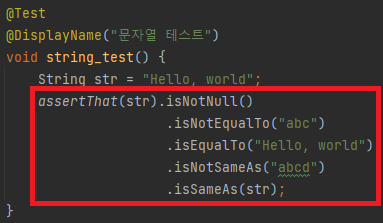 @Test
@DisplayName("문자열 테스트")
void string_test() {
String str = "Hello, world";
assertThat(str).isNotNull()
.isNotEqualTo("abc")
.isEqualTo("Hello, world")
.isNotSameAs("abcd")
.isSameAs(str);
}